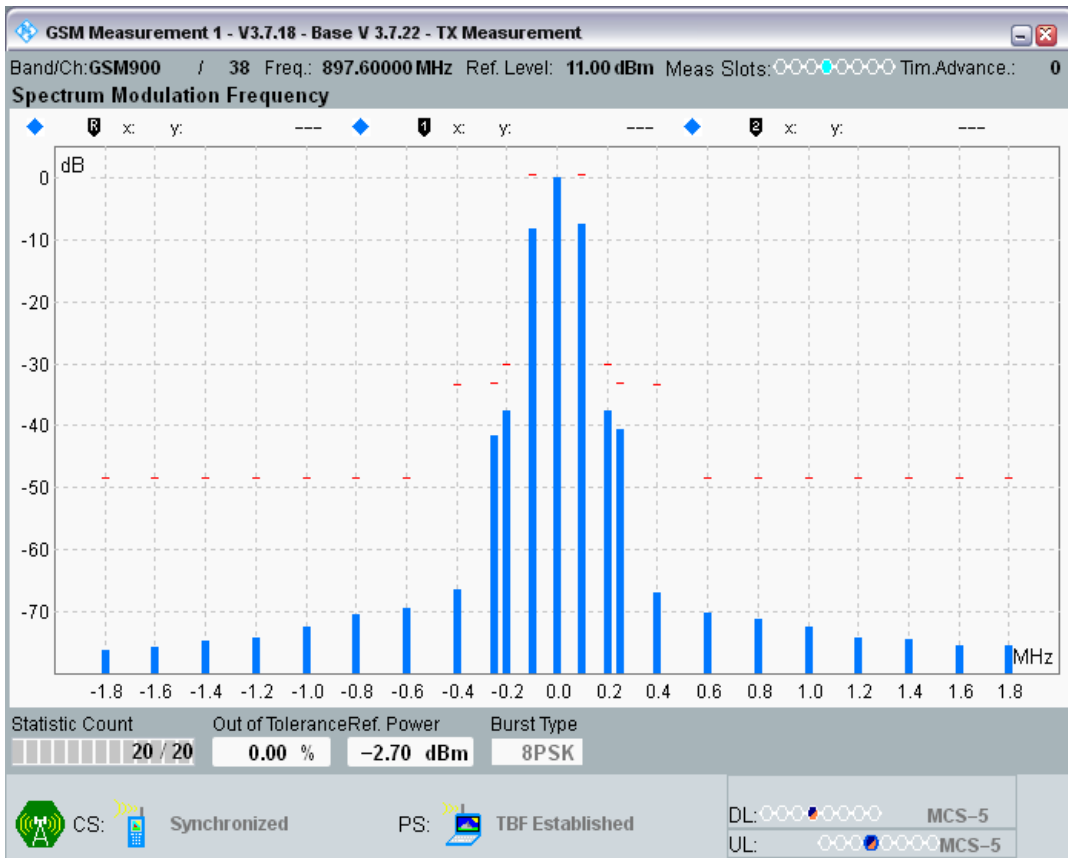 GSM Measurement 1 - V3.7.18 - Base V 3.7.22 - TX Measurement
Band/Ch:GSM900 / 38 Freq.: 897.60000 MHz Ref. Level: 11.00 dBm Meas Slots: Tim.Advance.: 0
Spectrum Modulation Frequency
R x: y: --- 1 x: y: --- 2 x: y: ---
dB
0
-10
-20
-30
-40
-50
-60
-70
MHz
-1.8 -1.6 -1.4 -1.2 -1.0 -0.8 -0.6 -0.4 -0.2 0.0 0.2 0.4 0.6 0.8 1.0 1.2 1.4 1.6 1.8
Statistic Count Out of Tolerance Ref. Power Burst Type
20 / 20 0.00 % −2.70 dBm 8PSK
CS: Synchronized PS: TBF Established
DL: MCS−5
UL: MCS−5